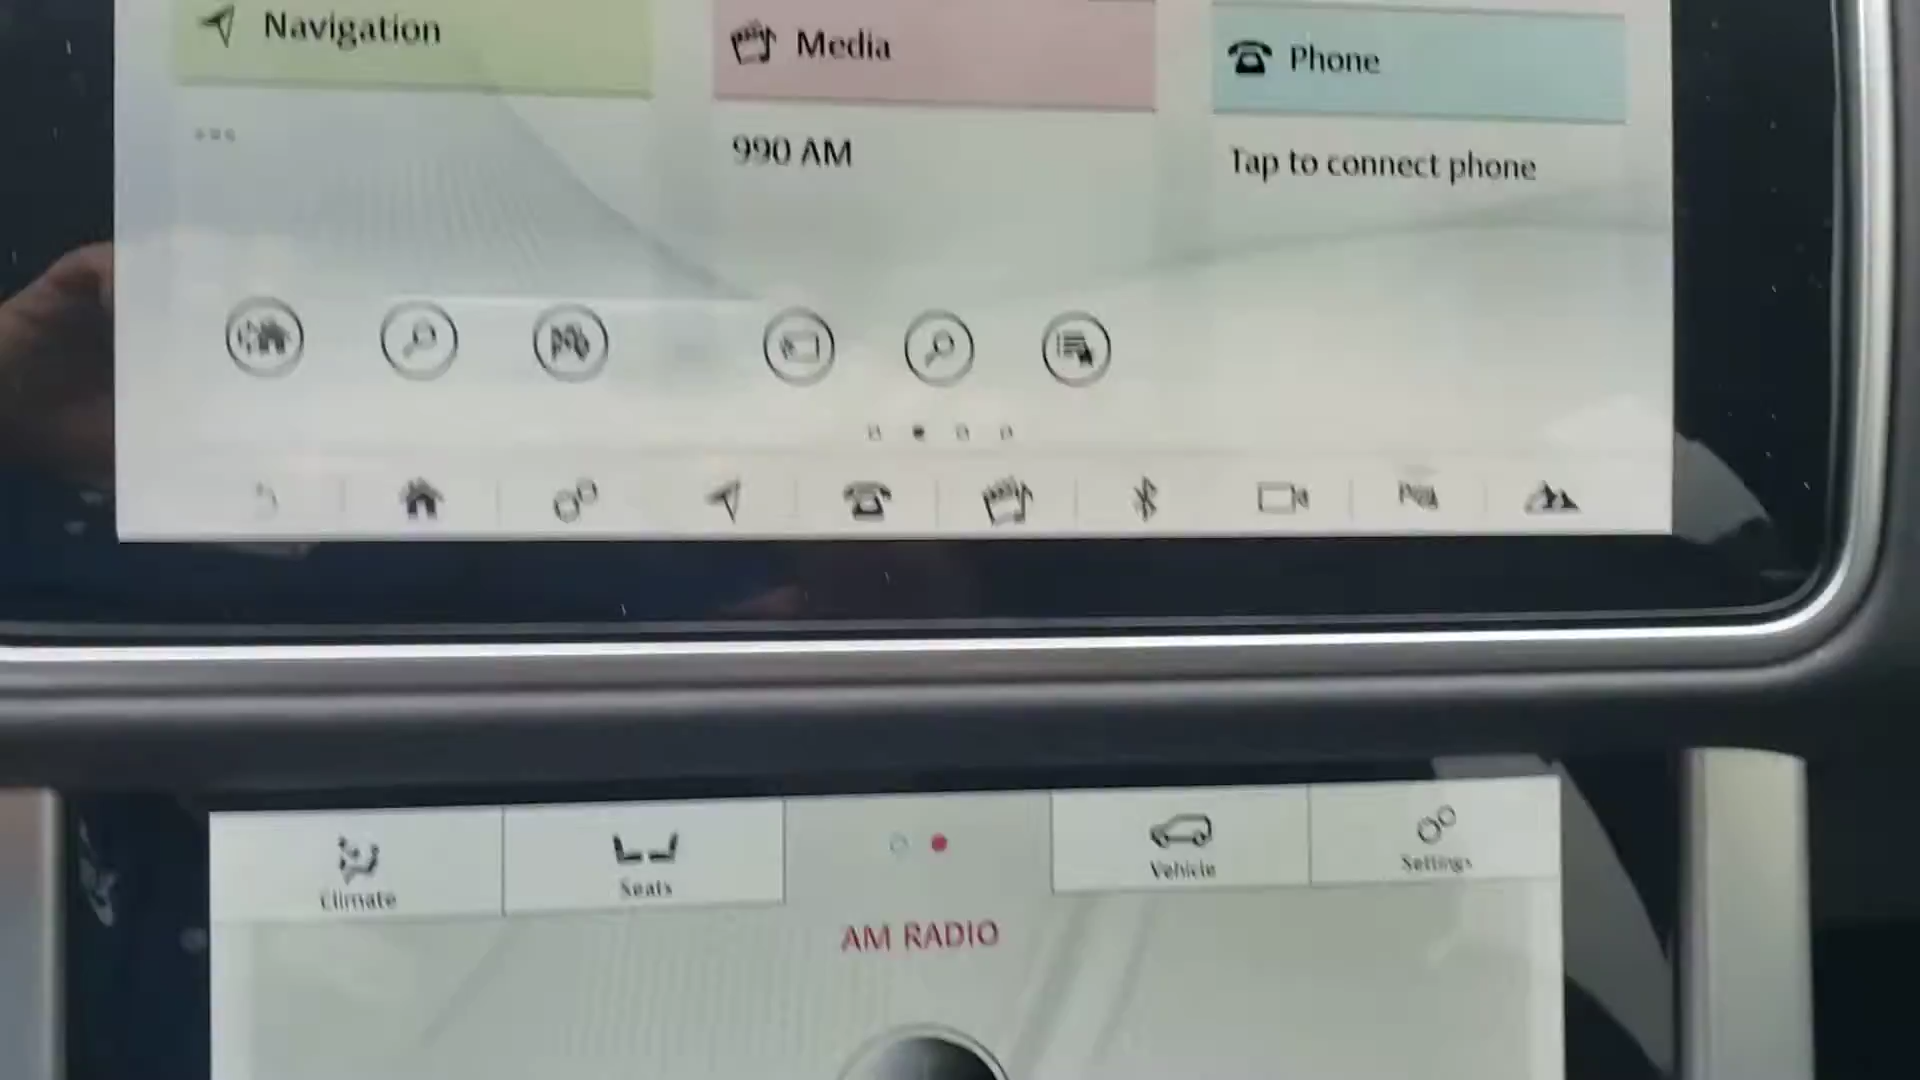 Navigation
Media
Phone
990 AM
Tap to connect phone
Climate
Seats
Vehicle
Settings
AM RADIO